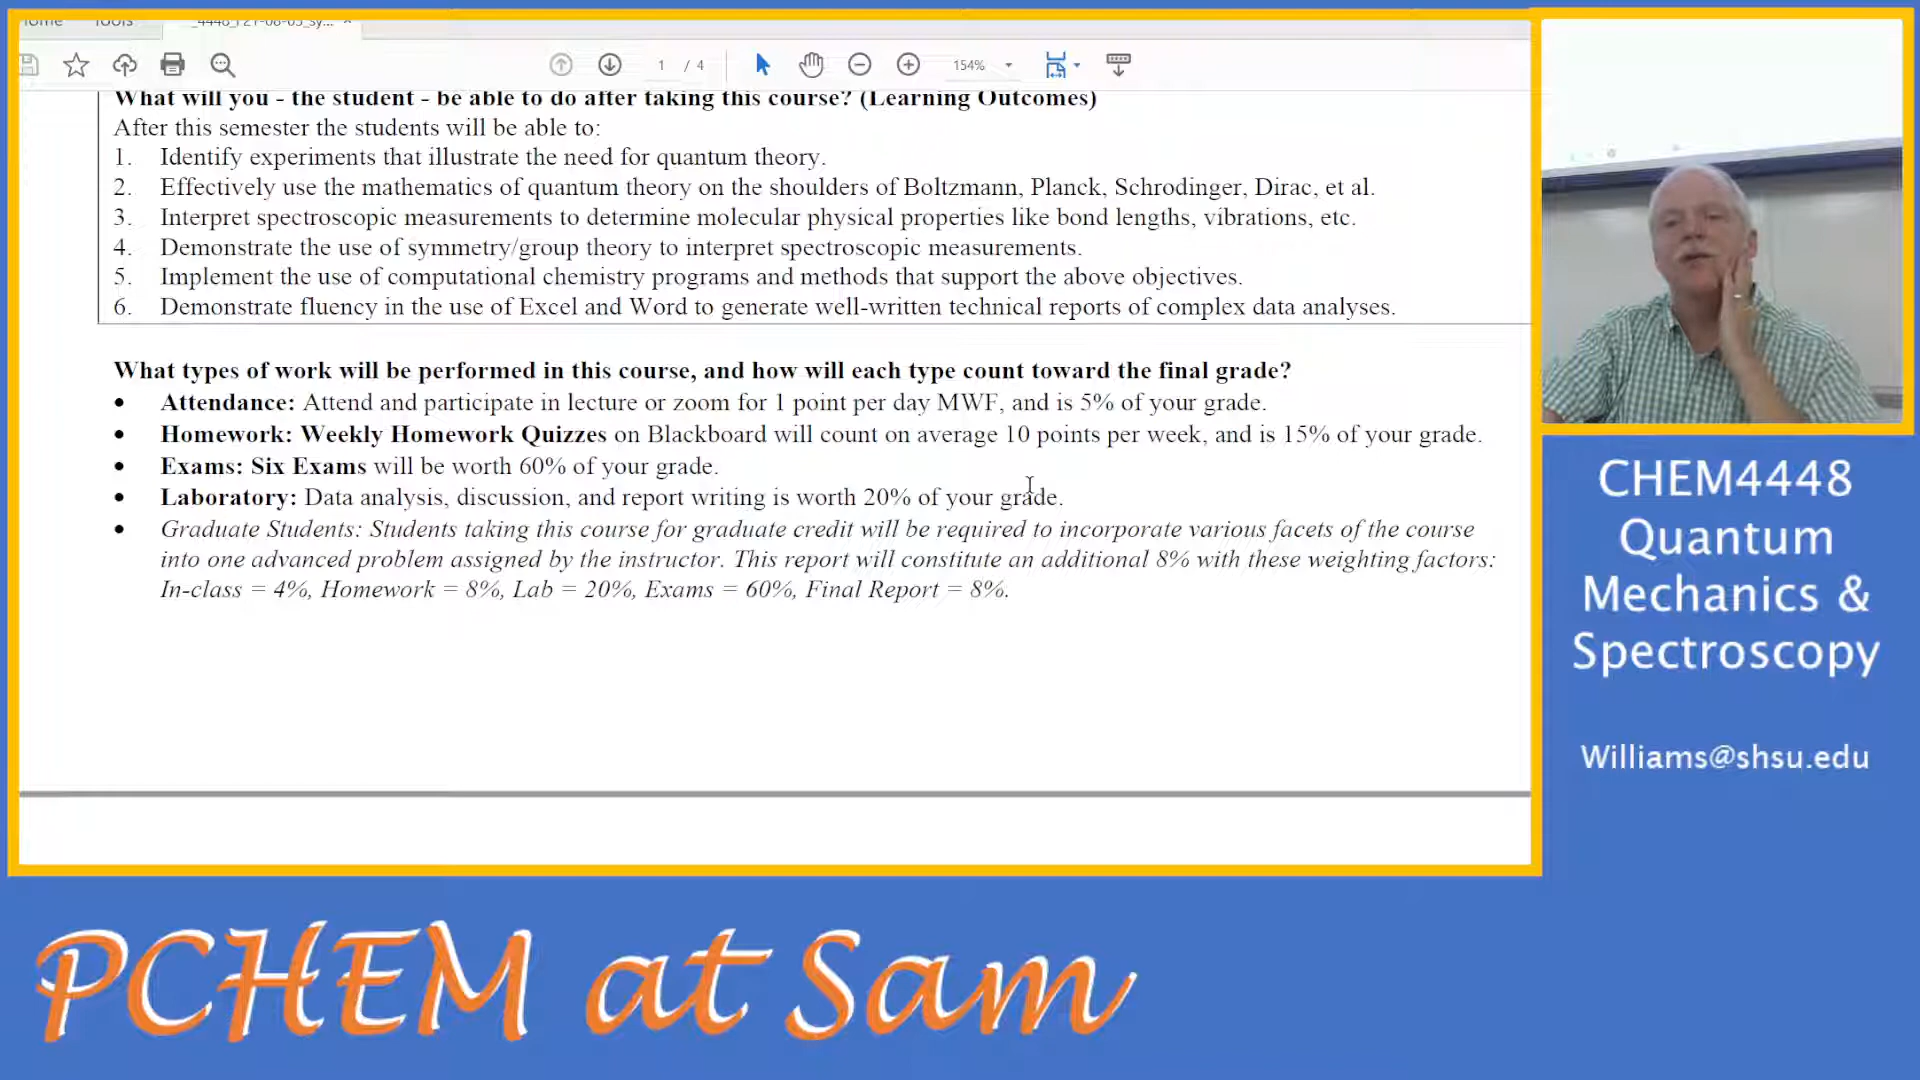 Home Tools _4448_F21-08-05_sy... ×
1 / 4 154%
What will you - the student - be able to do after taking this course? (Learning Outcomes)
After this semester the students will be able to:
1. Identify experiments that illustrate the need for quantum theory.
2. Effectively use the mathematics of quantum theory on the shoulders of Boltzmann, Planck, Schrodinger, Dirac, et al.
3. Interpret spectroscopic measurements to determine molecular physical properties like bond lengths, vibrations, etc.
4. Demonstrate the use of symmetry/group theory to interpret spectroscopic measurements.
5. Implement the use of computational chemistry programs and methods that support the above objectives.
6. Demonstrate fluency in the use of Excel and Word to generate well-written technical reports of complex data analyses.
What types of work will be performed in this course, and how will each type count toward the final grade?
• Attendance: Attend and participate in lecture or zoom for 1 point per day MWF, and is 5% of your grade.
• Homework: Weekly Homework Quizzes on Blackboard will count on average 10 points per week, and is 15% of your grade.
• Exams: Six Exams will be worth 60% of your grade.
• Laboratory: Data analysis, discussion, and report writing is worth 20% of your grade.
• Graduate Students: Students taking this course for graduate credit will be required to incorporate various facets of the course
into one advanced problem assigned by the instructor. This report will constitute an additional 8% with these weighting factors:
In-class = 4%, Homework = 8%, Lab = 20%, Exams = 60%, Final Report = 8%.
CHEM4448
Quantum
Mechanics &
Spectroscopy
Williams@shsu.edu
PCHEM at Sam